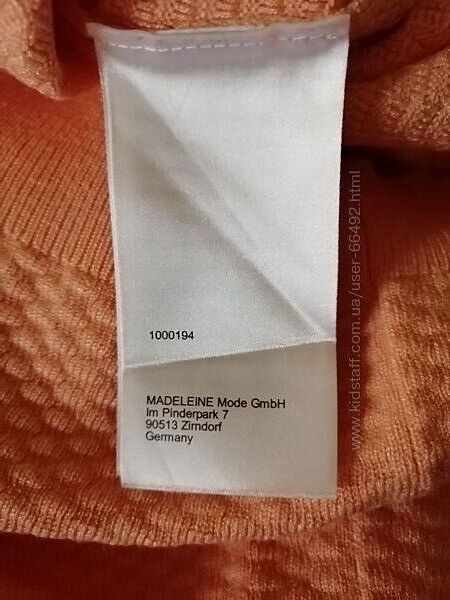 1000194
MADELEINE Mode GmbH
Im Pinderpark 7
90513 Zirndorf
Germany
www.kidstaff.com.ua/user-66492.html